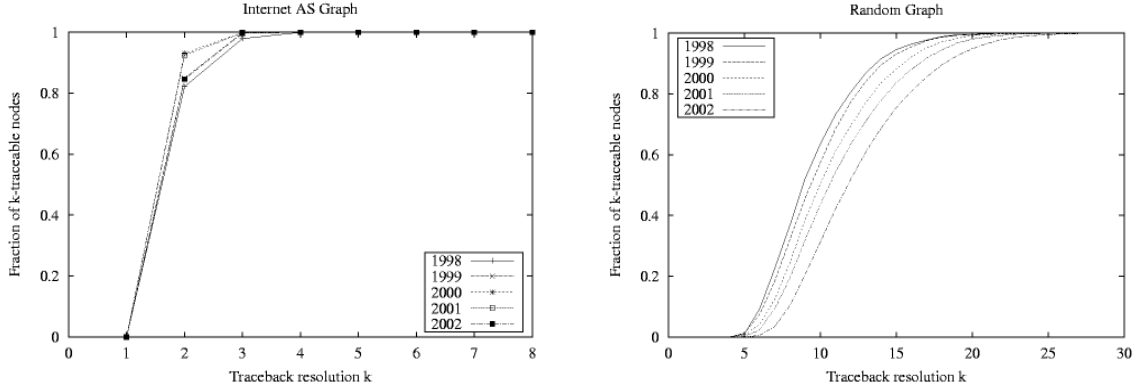 Internet AS Graph
1
0.8
0.6
0.4
0.2
0
0 1 2 3 4 5 6 7 8
Fraction of k-traceable nodes
Traceback resolution k
1998
1999
2000
2001
2002
Random Graph
1
0.8
0.6
0.4
0.2
0
0 5 10 15 20 25 30
Fraction of k-traceable nodes
Traceback resolution k
1998
1999
2000
2001
2002